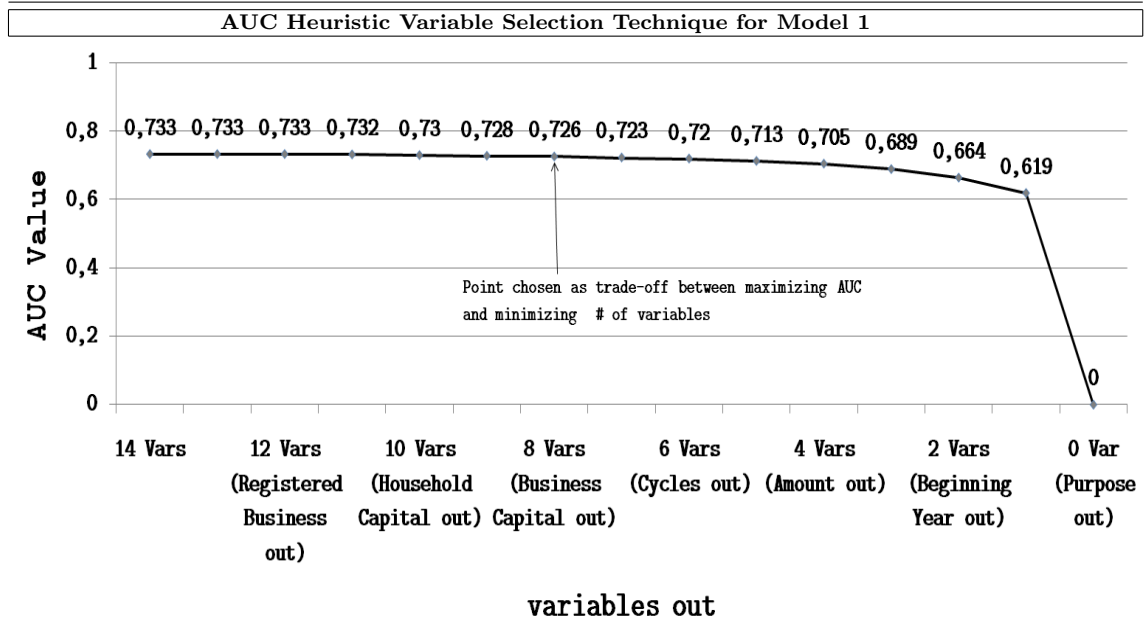 AUC Heuristic Variable Selection Technique for Model 1
1
0,8
0,6
0,4
0,2
0
AUC Value
0,733 0,733 0,733 0,732 0,73 0,728 0,726 0,723 0,72 0,713 0,705 0,689 0,664 0,619 0
Point chosen as trade-off between maximizing AUC
and minimizing # of variables
14 Vars 12 Vars 10 Vars 8 Vars 6 Vars 4 Vars 2 Vars 0 Var
(Registered (Household (Business (Cycles out) (Amount out) (Beginning (Purpose
Business Capital out) Capital out) Year out) out)
out)
variables out